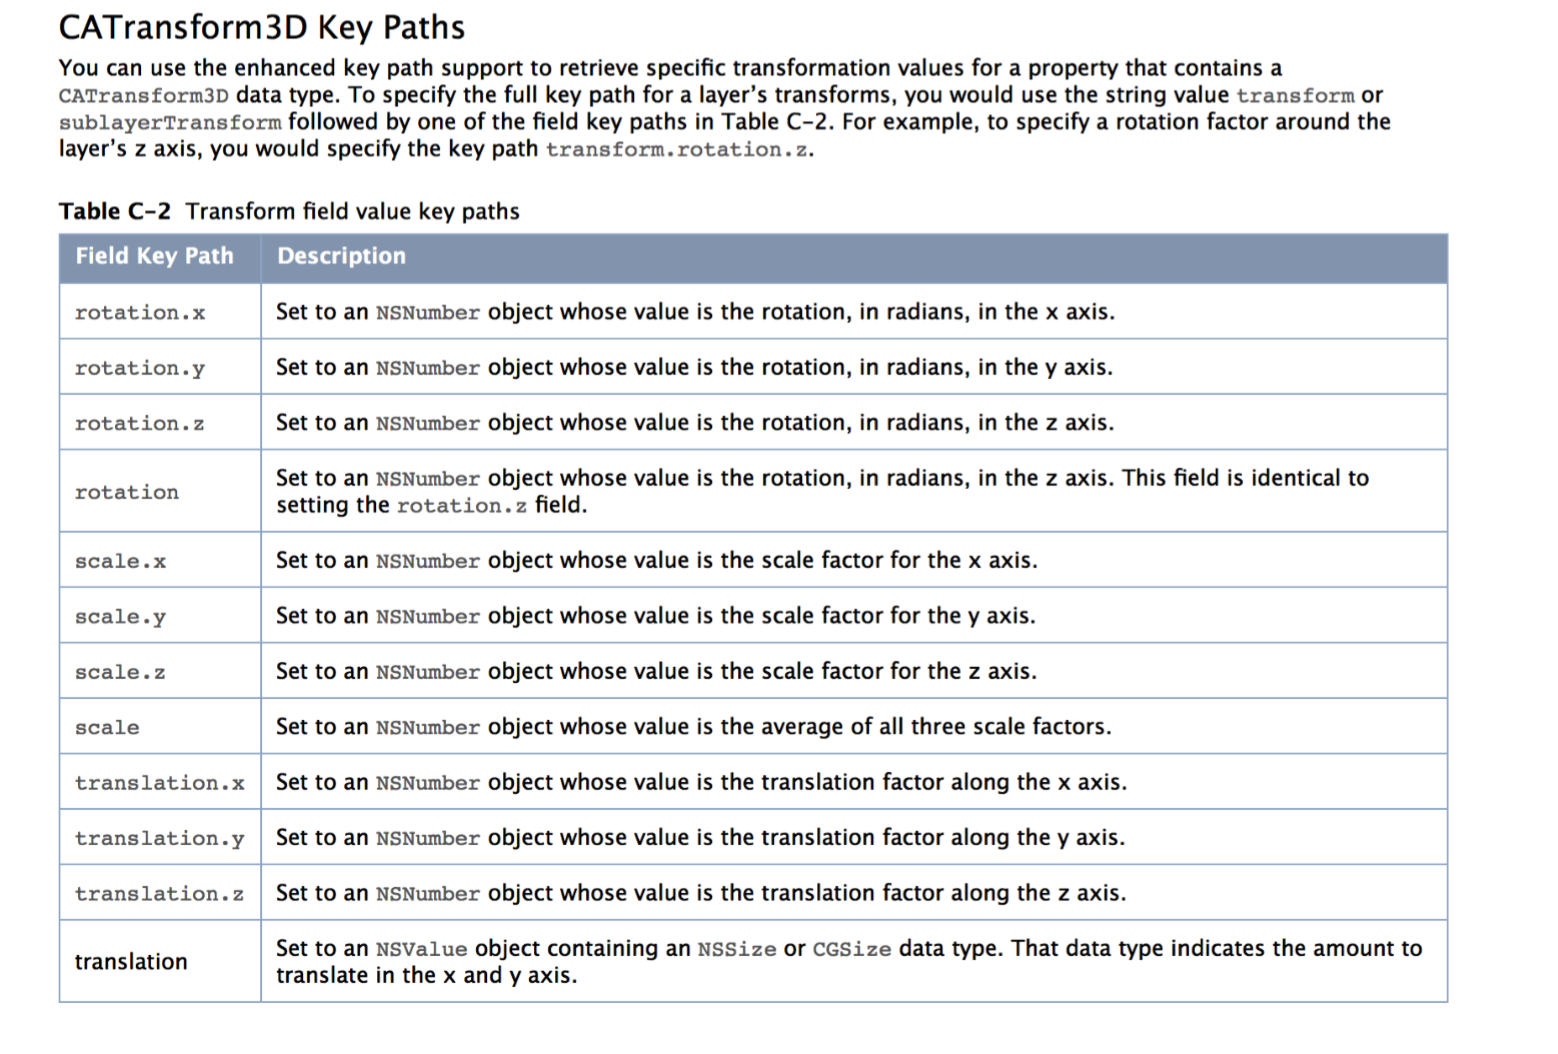 CATransform3D Key Paths
You can use the enhanced key path support to retrieve specific transformation values for a property that contains a
CATransform3D data type. To specify the full key path for a layer's transforms, you would use the string value transform or
sublayerTransform followed by one of the field key paths in Table C-2. For example, to specify a rotation factor around the
layer's z axis, you would specify the key path transform.rotation.z.
Table C-2 Transform field value key paths
Field Key Path Description
rotation.x Set to an NSNumber object whose value is the rotation, in radians, in the x axis.
rotation.y Set to an NSNumber object whose value is the rotation, in radians, in the y axis.
rotation.z Set to an NSNumber object whose value is the rotation, in radians, in the z axis.
rotation Set to an NSNumber object whose value is the rotation, in radians, in the z axis. This field is identical to
setting the rotation.z field.
scale.x Set to an NSNumber object whose value is the scale factor for the x axis.
scale.y Set to an NSNumber object whose value is the scale factor for the y axis.
scale.z Set to an NSNumber object whose value is the scale factor for the z axis.
scale Set to an NSNumber object whose value is the average of all three scale factors.
translation.x Set to an NSNumber object whose value is the translation factor along the x axis.
translation.y Set to an NSNumber object whose value is the translation factor along the y axis.
translation.z Set to an NSNumber object whose value is the translation factor along the z axis.
translation Set to an NSValue object containing an NSSize or CGSize data type. That data type indicates the amount to
translate in the x and y axis.